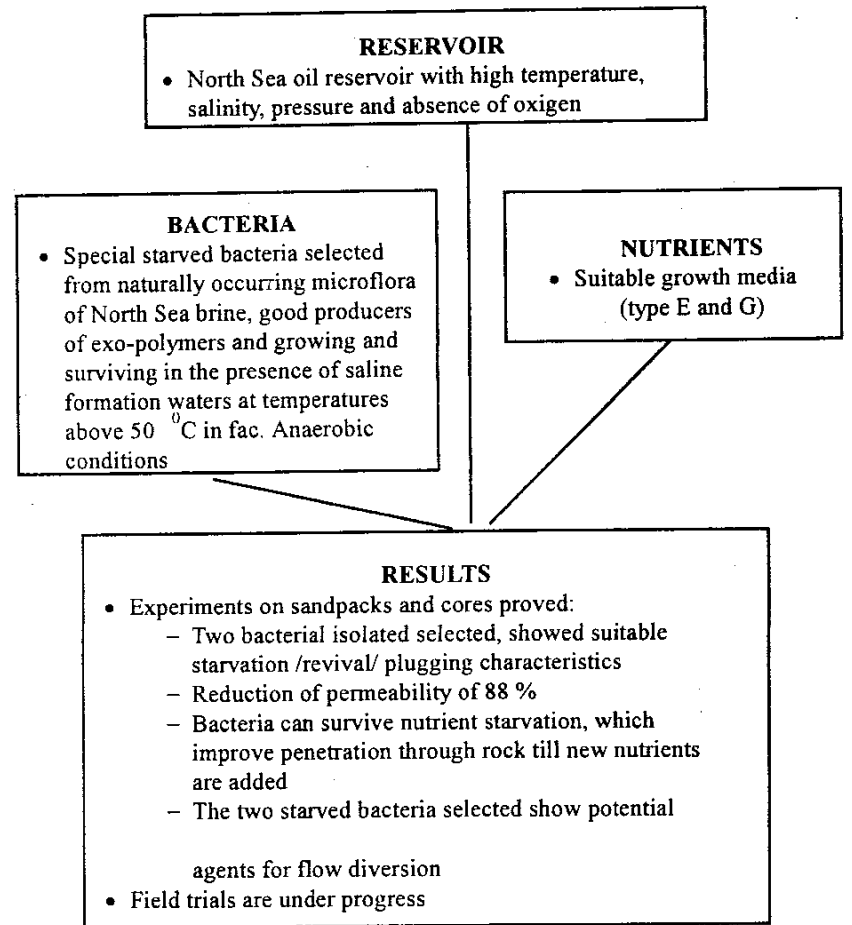 RESERVOIR
• North Sea oil reservoir with high temperature,
salinity, pressure and absence of oxigen
BACTERIA
• Special starved bacteria selected
from naturally occurring microflora
of North Sea brine, good producers
of exo-polymers and growing and
surviving in the presence of saline
formation waters at temperatures
above 50 ⁰C in fac. Anaerobic
conditions
NUTRIENTS
• Suitable growth media
(type E and G)
RESULTS
• Experiments on sandpacks and cores proved:
– Two bacterial isolated selected, showed suitable
starvation /revival/ plugging characteristics
– Reduction of permeability of 88 %
– Bacteria can survive nutrient starvation, which
improve penetration through rock till new nutrients
are added
– The two starved bacteria selected show potential
agents for flow diversion
• Field trials are under progress